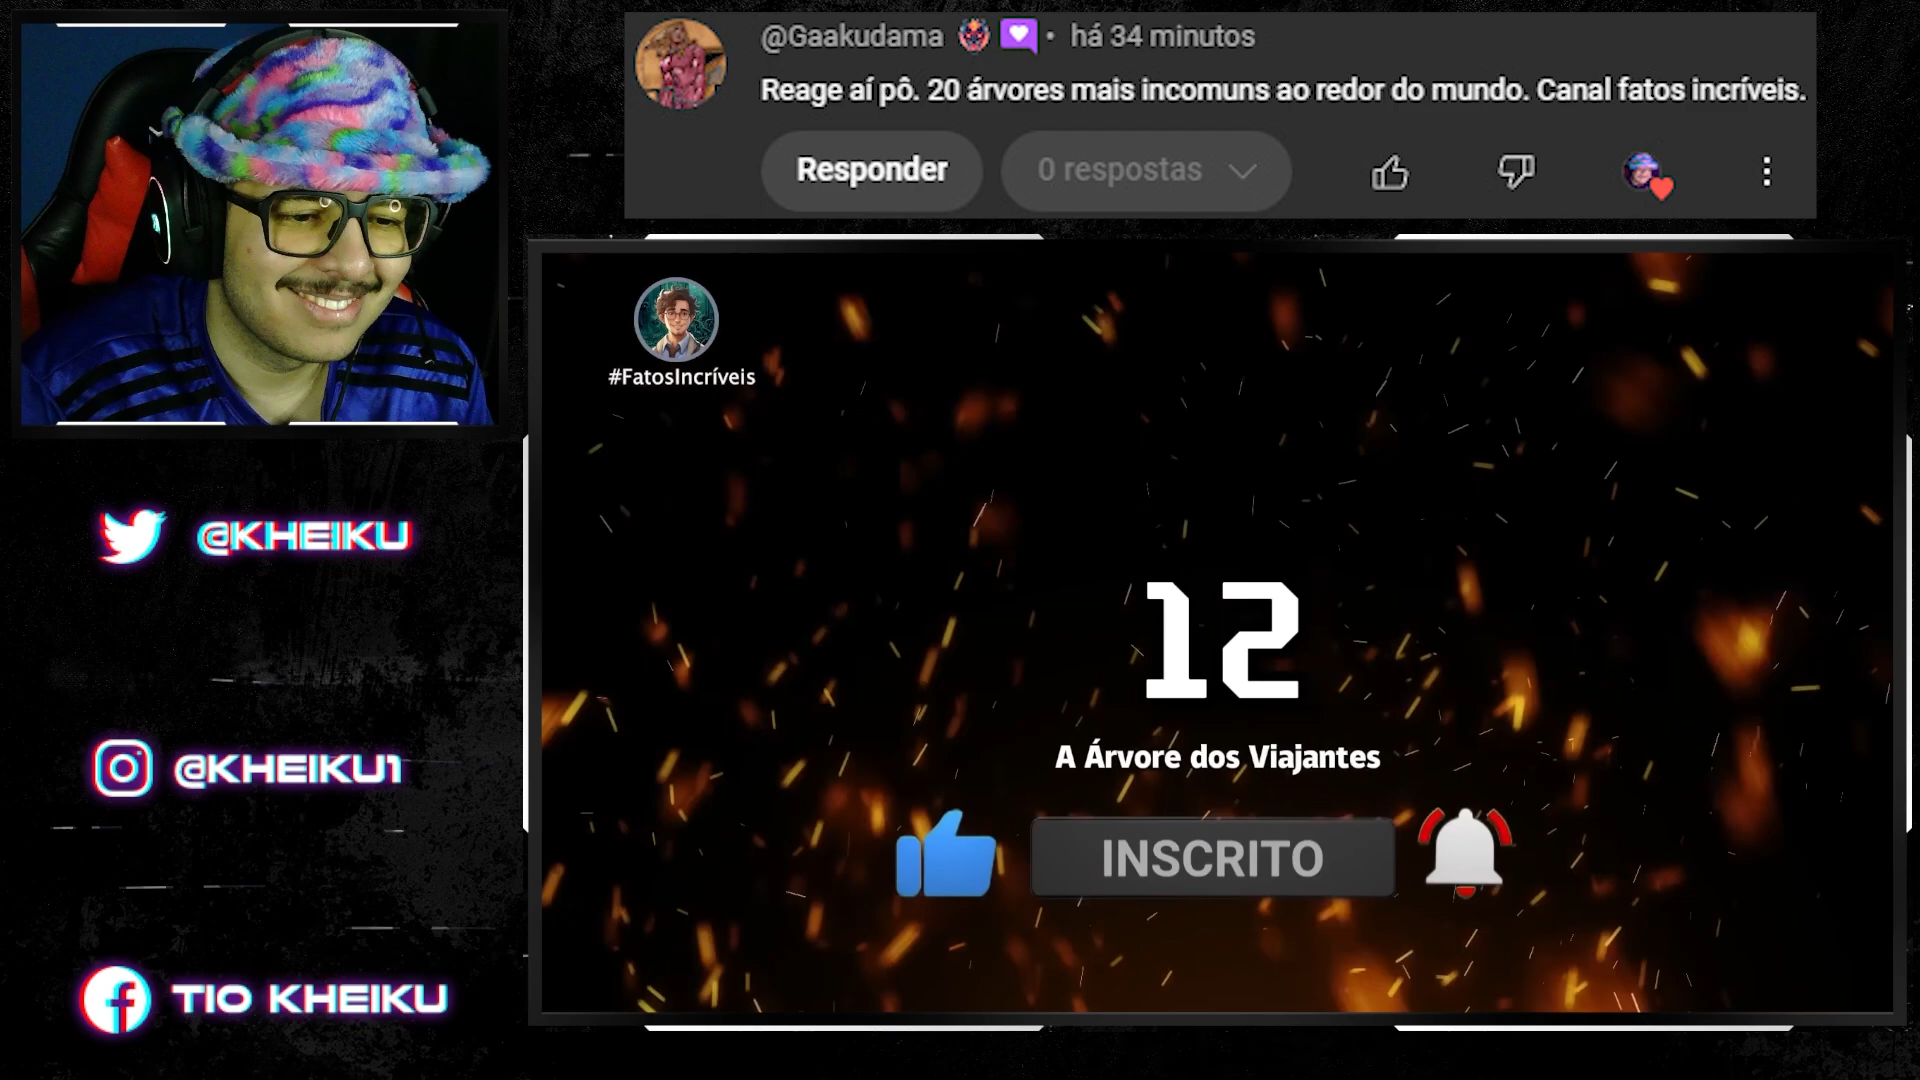 @Gaakudama • há 34 minutos
Reage aí pô. 20 árvores mais incomuns ao redor do mundo. Canal fatos incríveis.
Responder
0 respostas
#FatosIncríveis
12
A Árvore dos Viajantes
INSCRITO
@KHEIKU
@KHEIKU1
TIO KHEIKU